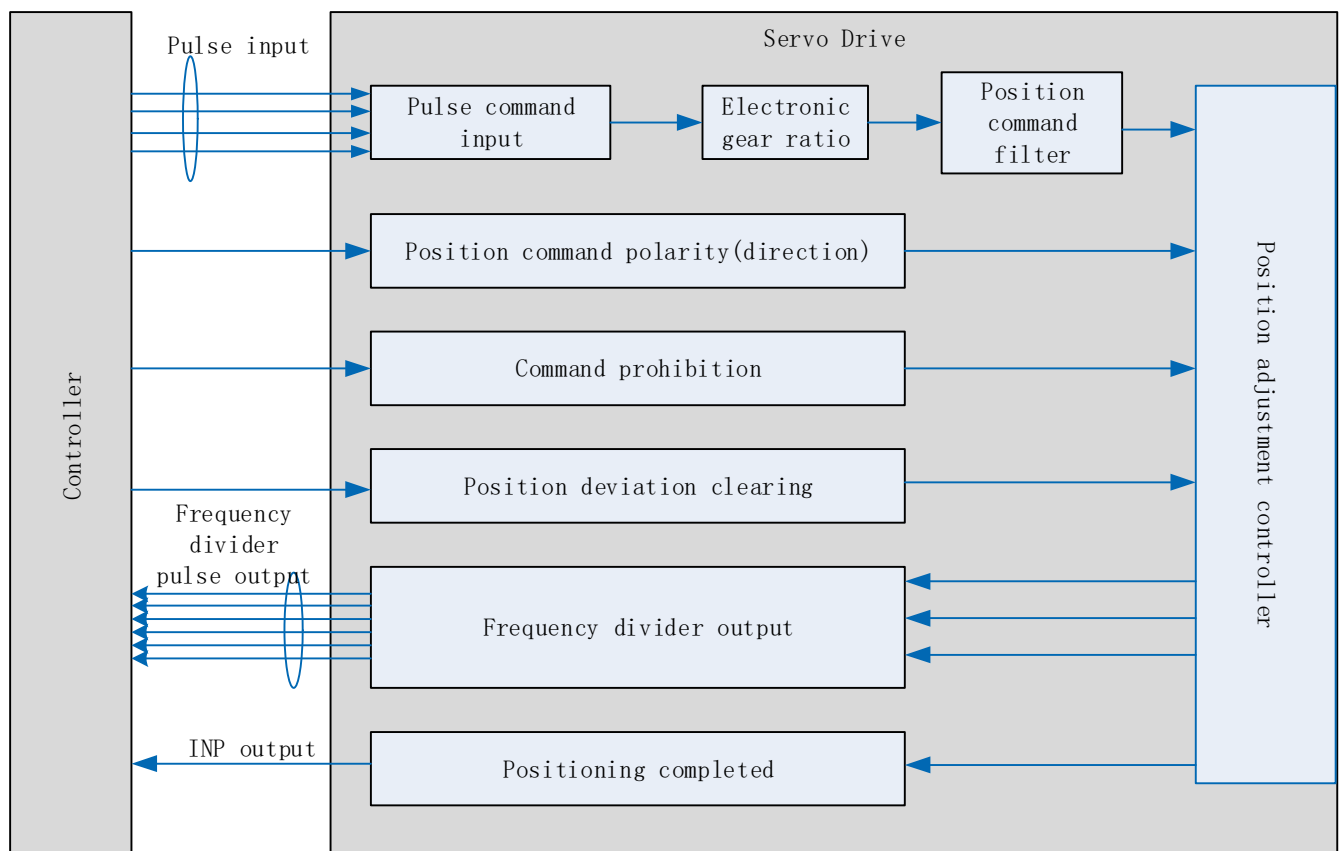 Servo Drive
Pulse input
Pulse command
input
Electronic
gear ratio
Position
command
filter
Position command polarity(direction)
Command prohibition
Position deviation clearing
Controller
Position adjustment controller
Frequency
divider
pulse output
Frequency divider output
INP output
Positioning completed